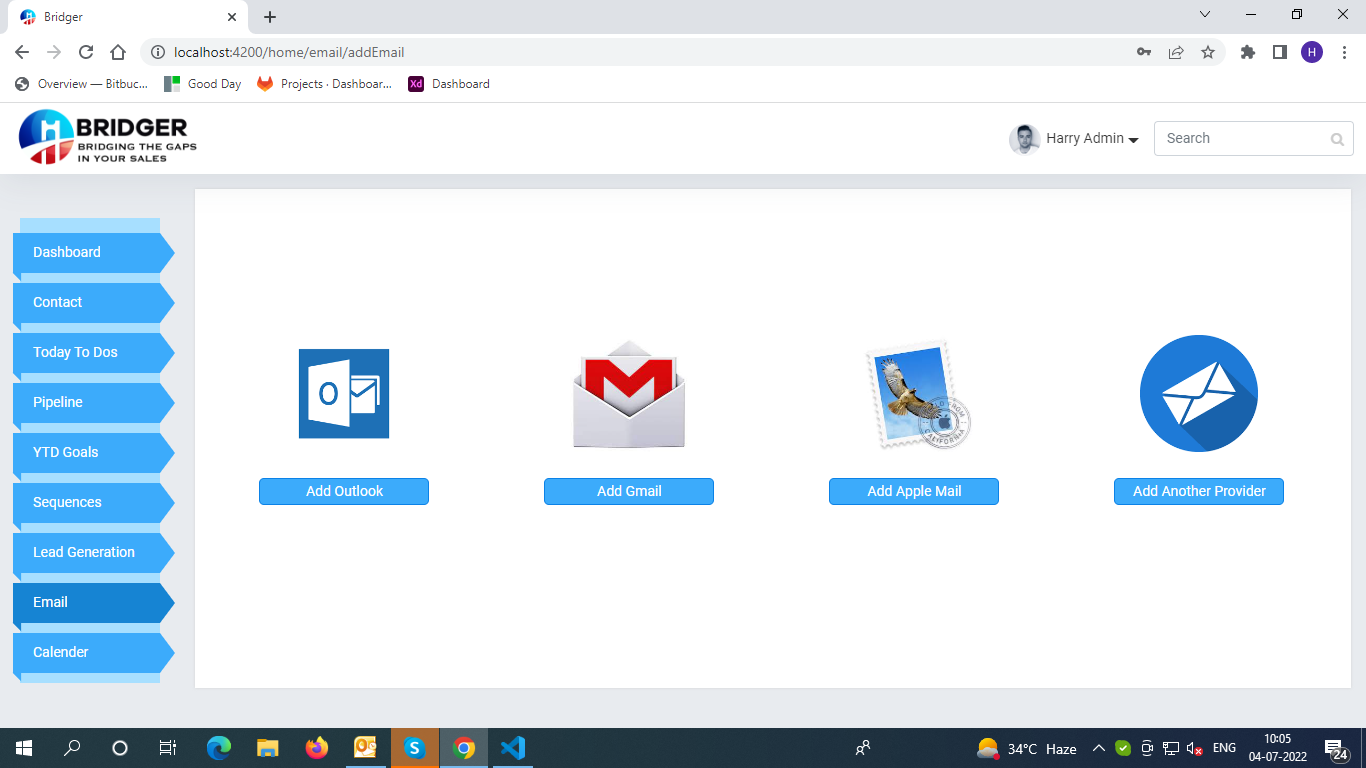 Bridger
localhost:4200/home/email/addEmail
H
Overview — Bitbuc...
Good Day
Projects · Dashboar...
Xd
Dashboard
BRIDGER
BRIDGING THE GAPS
IN YOUR SALES
Harry Admin
Search
Dashboard
Contact
Today To Dos
Pipeline
YTD Goals
Sequences
Lead Generation
Email
Calender
Add Outlook
Add Gmail
Add Apple Mail
Add Another Provider
34°C Haze
ENG
10:05
04-07-2022
24